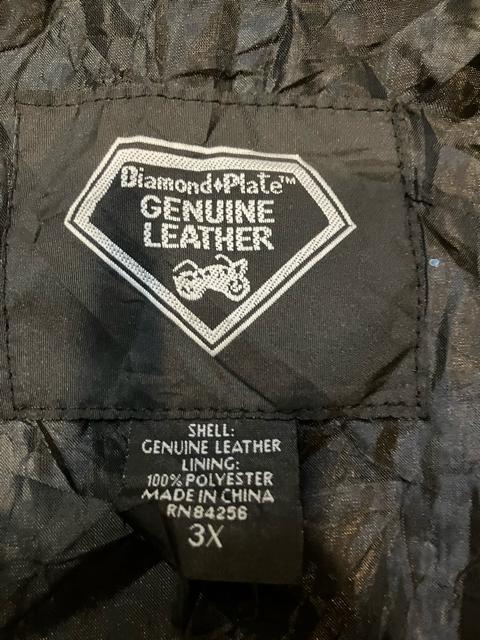 Diamond♦Plate™
GENUINE
LEATHER
SHELL:
GENUINE LEATHER
LINING:
100% POLYESTER
MADE IN CHINA
RN84256
3X